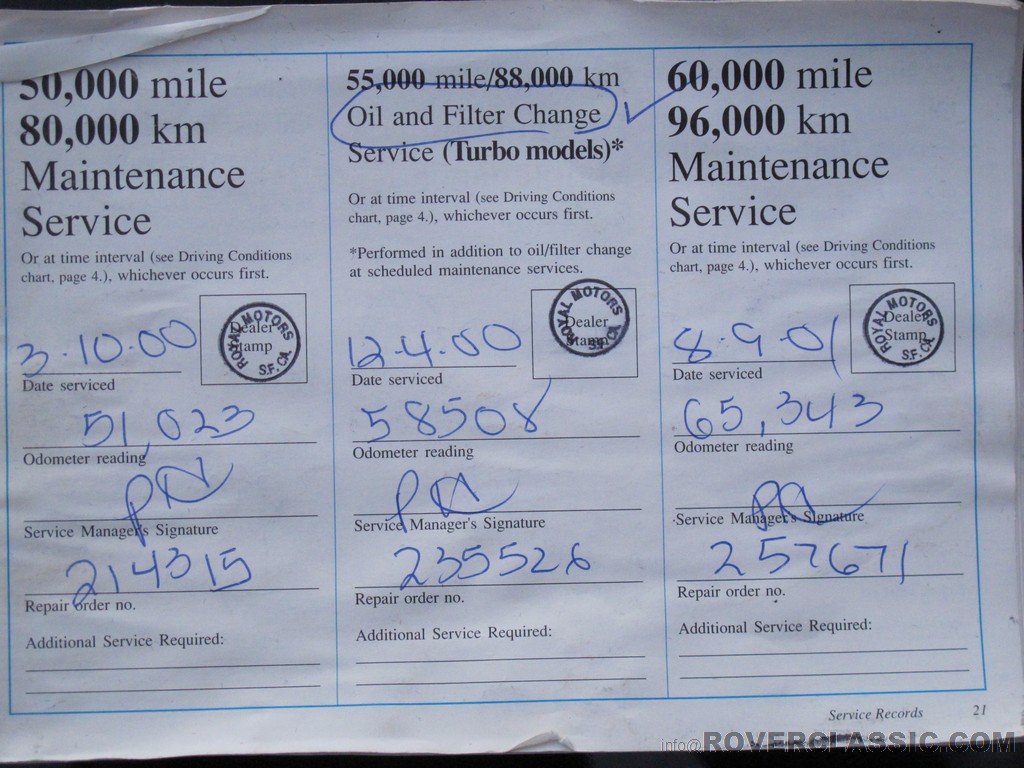 50,000 mile
80,000 km
Maintenance
Service
Or at time interval (see Driving Conditions
chart, page 4.), whichever occurs first.
Dealer
Stamp
ROYAL MOTORS
S.F. CA.
3-10-00
Date serviced
51,023
Odometer reading
Service Manager's Signature
214315
Repair order no.
Additional Service Required:
55,000 mile/88,000 km
Oil and Filter Change
Service (Turbo models)*
Or at time interval (see Driving Conditions
chart, page 4.), whichever occurs first.
*Performed in addition to oil/filter change
at scheduled maintenance services.
Dealer
Stamp
ROYAL MOTORS
S.F. CA
12-4-00
Date serviced
58508
Odometer reading
Service Manager's Signature
235526
Repair order no.
Additional Service Required:
60,000 mile
96,000 km
Maintenance
Service
Or at time interval (see Driving Conditions
chart, page 4.), whichever occurs first.
Dealer
Stamp
ROYAL MOTORS
S.F. CA.
8-9-01
Date serviced
65,343
Odometer reading
Service Manager's Signature
257671
Repair order no.
Additional Service Required:
Service Records 21
info@ROVERCLASSIC.COM